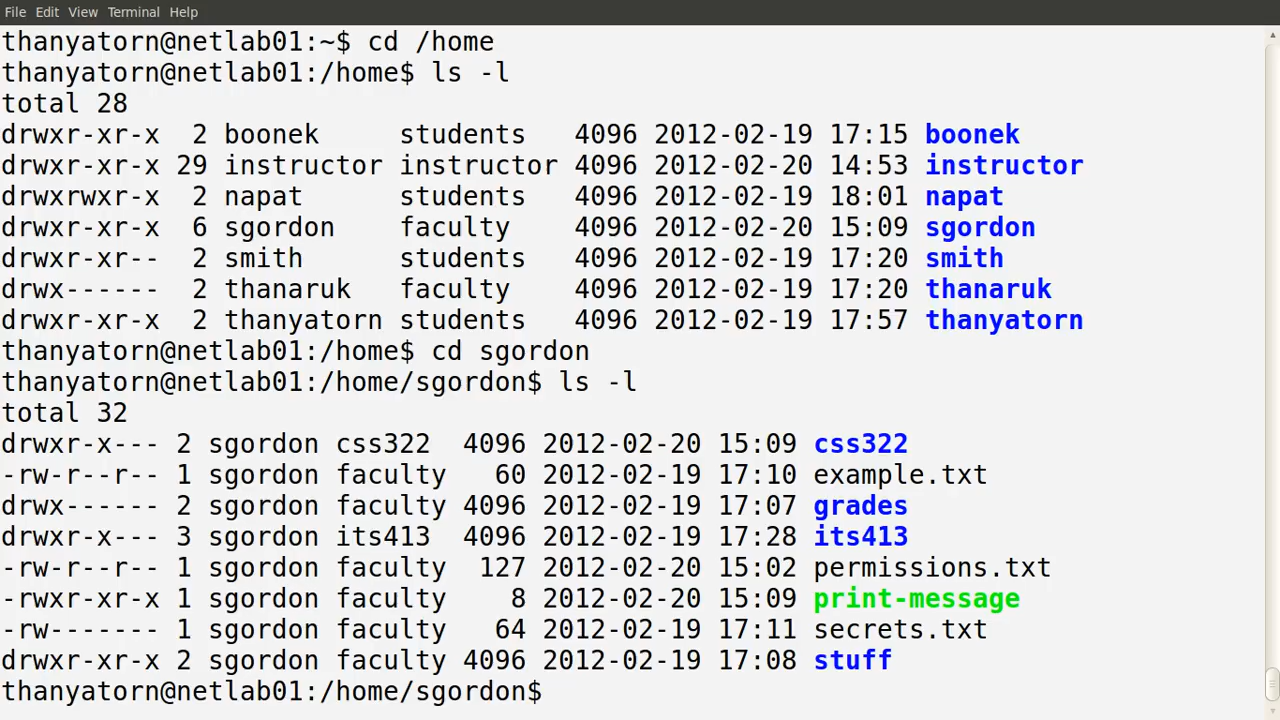 File Edit View Terminal Help
thanyatorn@netlab01:~$ cd /home
thanyatorn@netlab01:/home$ ls -l
total 28
drwxr-xr-x  2 boonek     students   4096 2012-02-19 17:15 boonek
drwxr-xr-x 29 instructor instructor 4096 2012-02-20 14:53 instructor
drwxrwxr-x  2 napat      students   4096 2012-02-19 18:01 napat
drwxr-xr-x  6 sgordon    faculty    4096 2012-02-20 15:09 sgordon
drwxr-xr--  2 smith      students   4096 2012-02-19 17:20 smith
drwx------  2 thanaruk   faculty    4096 2012-02-19 17:20 thanaruk
drwxr-xr-x  2 thanyatorn students   4096 2012-02-19 17:57 thanyatorn
thanyatorn@netlab01:/home$ cd sgordon
thanyatorn@netlab01:/home/sgordon$ ls -l
total 32
drwxr-x--- 2 sgordon css322  4096 2012-02-20 15:09 css322
-rw-r--r-- 1 sgordon faculty   60 2012-02-19 17:10 example.txt
drwx------ 2 sgordon faculty 4096 2012-02-19 17:07 grades
drwxr-x--- 3 sgordon its413  4096 2012-02-19 17:28 its413
-rw-r--r-- 1 sgordon faculty  127 2012-02-20 15:02 permissions.txt
-rwxr-xr-x 1 sgordon faculty    8 2012-02-20 15:09 print-message
-rw------- 1 sgordon faculty   64 2012-02-19 17:11 secrets.txt
drwxr-xr-x 2 sgordon faculty 4096 2012-02-19 17:08 stuff
thanyatorn@netlab01:/home/sgordon$